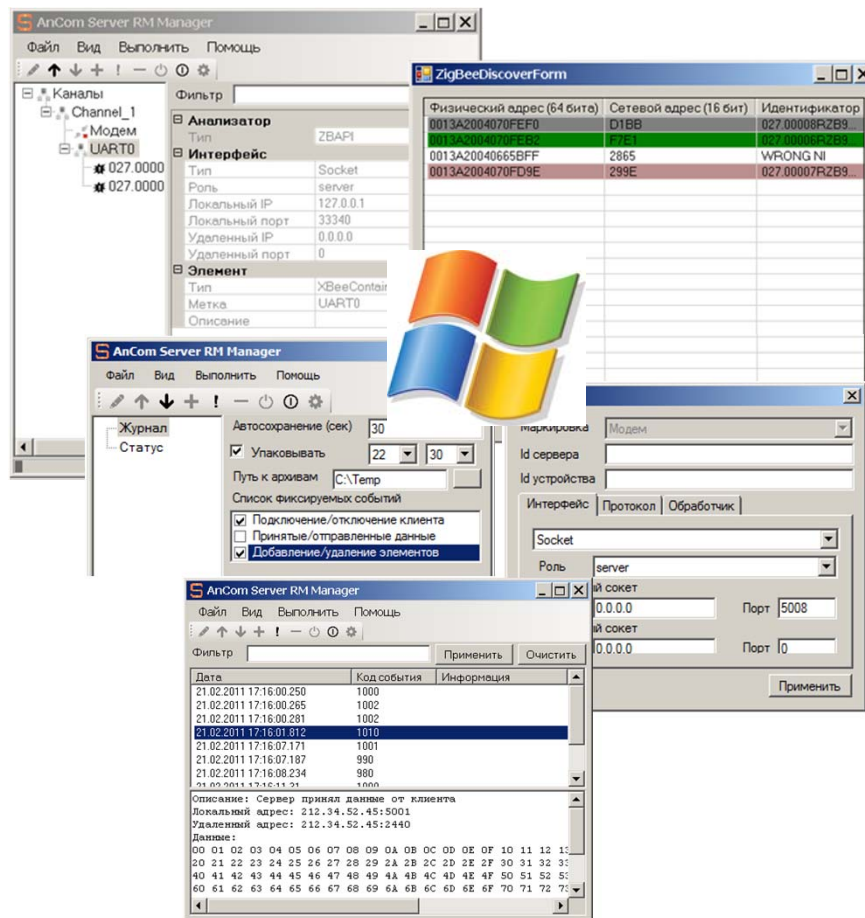 AnCom Server RM Manager
Файл Вид Выполнить Помощь
Каналы
Channel_1
Модем
UART0
027.0000
027.0000
Фильтр
Анализатор
Тип ZBAPI
Интерфейс
Тип Socket
Роль server
Локальный IP 127.0.0.1
Локальный порт 33340
Удаленный IP 0.0.0.0
Удаленный порт 0
Элемент
Тип XBeeContain
Метка UART0
Описание
ZigBeeDiscoverForm
Физический адрес (64 бита) Сетевой адрес (16 бит) Идентификатор
0013A2004070FEF0 D1BB 027.00008RZB9...
0013A2004070FEB2 F7E1 027.00006RZB9...
0013A20040665BFF 2865 WRONG NI
0013A2004070FD9E 299E 027.00007RZB9...
AnCom Server RM Manager
Файл Вид Выполнить Помощь
Журнал
Статус
Автосохранение (сек) 30
Упаковывать 22 30
Путь к архивам C:\Temp
Список фиксируемых событий
Подключение/отключение клиента
Принятые/отправленные данные
Добавление/удаление элементов
Маркировка Модем
Id сервера
Id устройства
Интерфейс Протокол Обработчик
Socket
Роль server
й сокет
0.0.0.0 Порт 5008
й сокет
0.0.0.0 Порт 0
Применить
AnCom Server RM Manager
Файл Вид Выполнить Помощь
Фильтр Применить Очистить
Дата Код события Информация
21.02.2011 17:16:00.250 1000
21.02.2011 17:16:00.265 1002
21.02.2011 17:16:00.281 1002
21.02.2011 17:16:01.812 1010
21.02.2011 17:16:07.171 1001
21.02.2011 17:16:07.187 990
21.02.2011 17:16:08.234 980
21.02.2011 17:16:11.31 1000
Описание: Сервер принял данные от клиента
Локальный адрес: 212.34.52.45:5001
Удаленный адрес: 212.34.52.45:2440
Данные:
00 01 02 03 04 05 06 07 08 09 0A 0B 0C 0D 0E 0F 10 11 12 13
20 21 22 23 24 25 26 27 28 29 2A 2B 2C 2D 2E 2F 30 31 32 33
40 41 42 43 44 45 46 47 48 49 4A 4B 4C 4D 4E 4F 50 51 52 53
60 61 62 63 64 65 66 67 68 69 6A 6B 6C 6D 6E 6F 70 71 72 73